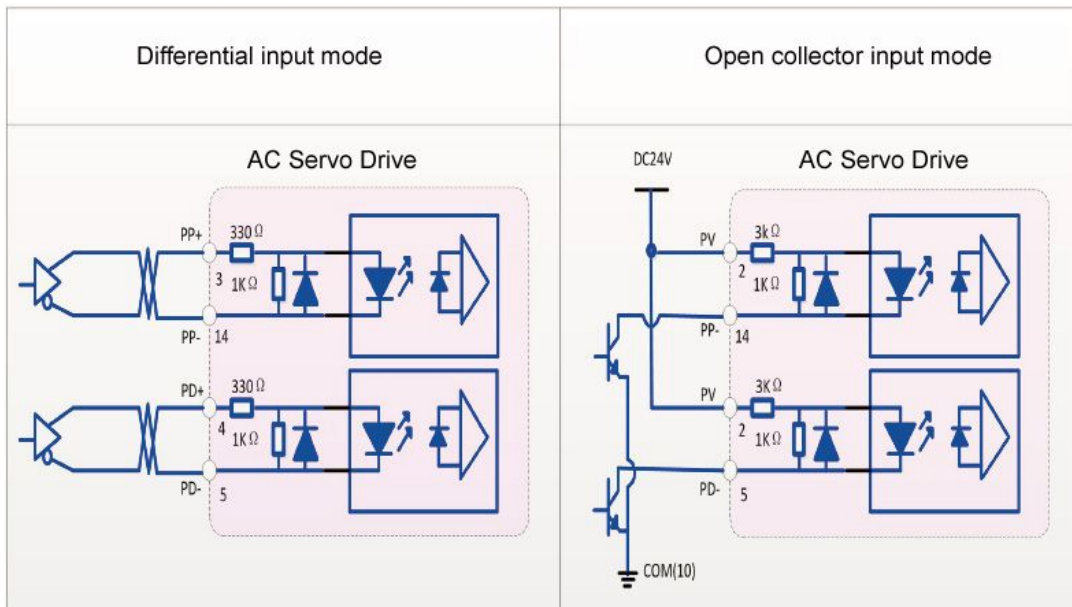 Differential input mode
Open collector input mode
AC Servo Drive
PP+
330Ω
3
1KΩ
PP-
14
PD+
330Ω
4
1KΩ
PD-
5
DC24V
AC Servo Drive
PV
3kΩ
2
1KΩ
PP-
14
PV
3KΩ
2
1KΩ
PD-
5
COM(10)